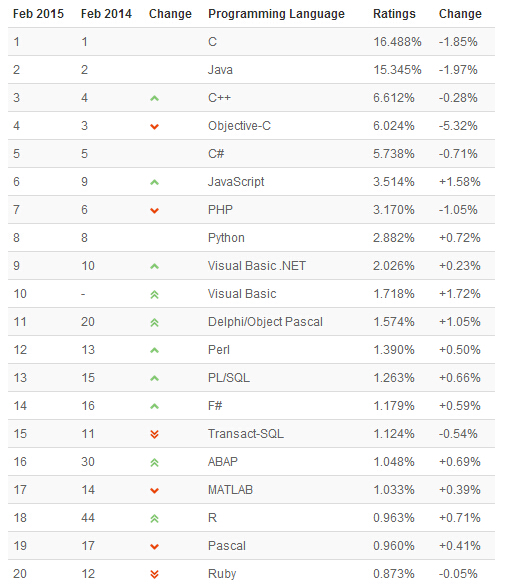 Feb 2015 Feb 2014 Change Programming Language Ratings Change
1 1 C 16.488% -1.85%
2 2 Java 15.345% -1.97%
3 4 C++ 6.612% -0.28%
4 3 Objective-C 6.024% -5.32%
5 5 C# 5.738% -0.71%
6 9 JavaScript 3.514% +1.58%
7 6 PHP 3.170% -1.05%
8 8 Python 2.882% +0.72%
9 10 Visual Basic .NET 2.026% +0.23%
10 - Visual Basic 1.718% +1.72%
11 20 Delphi/Object Pascal 1.574% +1.05%
12 13 Perl 1.390% +0.50%
13 15 PL/SQL 1.263% +0.66%
14 16 F# 1.179% +0.59%
15 11 Transact-SQL 1.124% -0.54%
16 30 ABAP 1.048% +0.69%
17 14 MATLAB 1.033% +0.39%
18 44 R 0.963% +0.71%
19 17 Pascal 0.960% +0.41%
20 12 Ruby 0.873% -0.05%